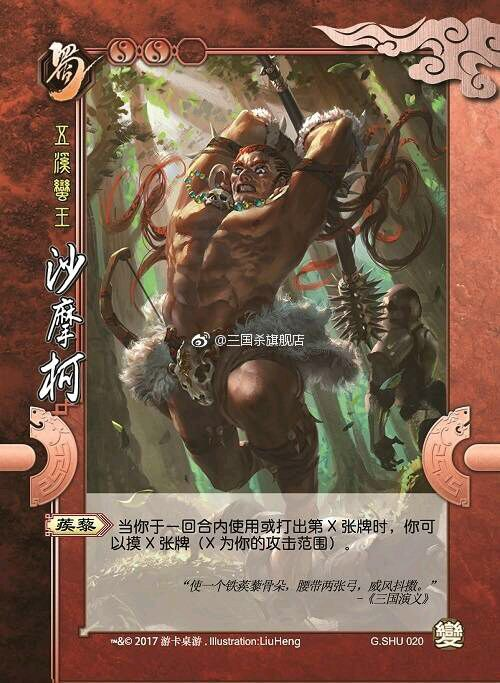 蜀
五溪蠻王
沙摩柯
@三国杀旗舰店
蒺藜
当你于一回合内使用或打出第 X 张牌时，你可
以摸 X 张牌（X 为你的攻击范围）。
“使一个铁蒺藜骨朵，腰带两张弓，威风抖擞。”
-《三国演义》
™&© 2017 游卡桌游 . Illustration:LiuHeng
G.SHU 020
變